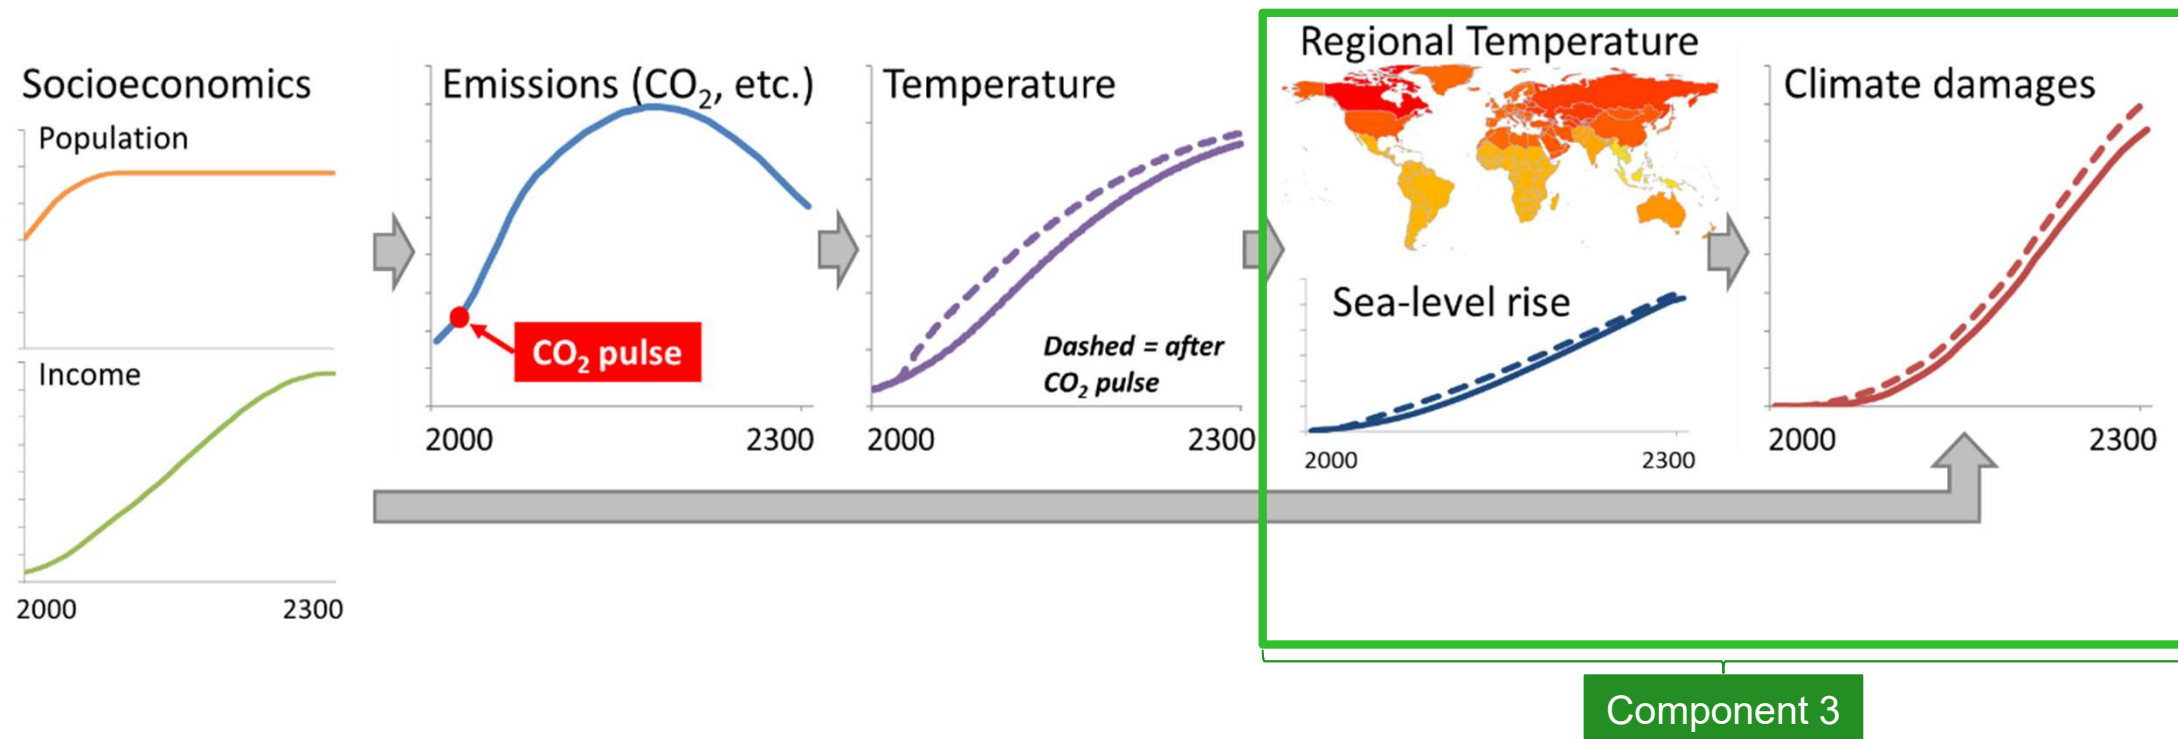 Socioeconomics
Population
Income
2000 2300
Emissions (CO₂, etc.)
CO₂ pulse
2000 2300
Temperature
Dashed = after
CO₂ pulse
2000 2300
Regional Temperature
Sea-level rise
2000 2300
Climate damages
2000 2300
Component 3